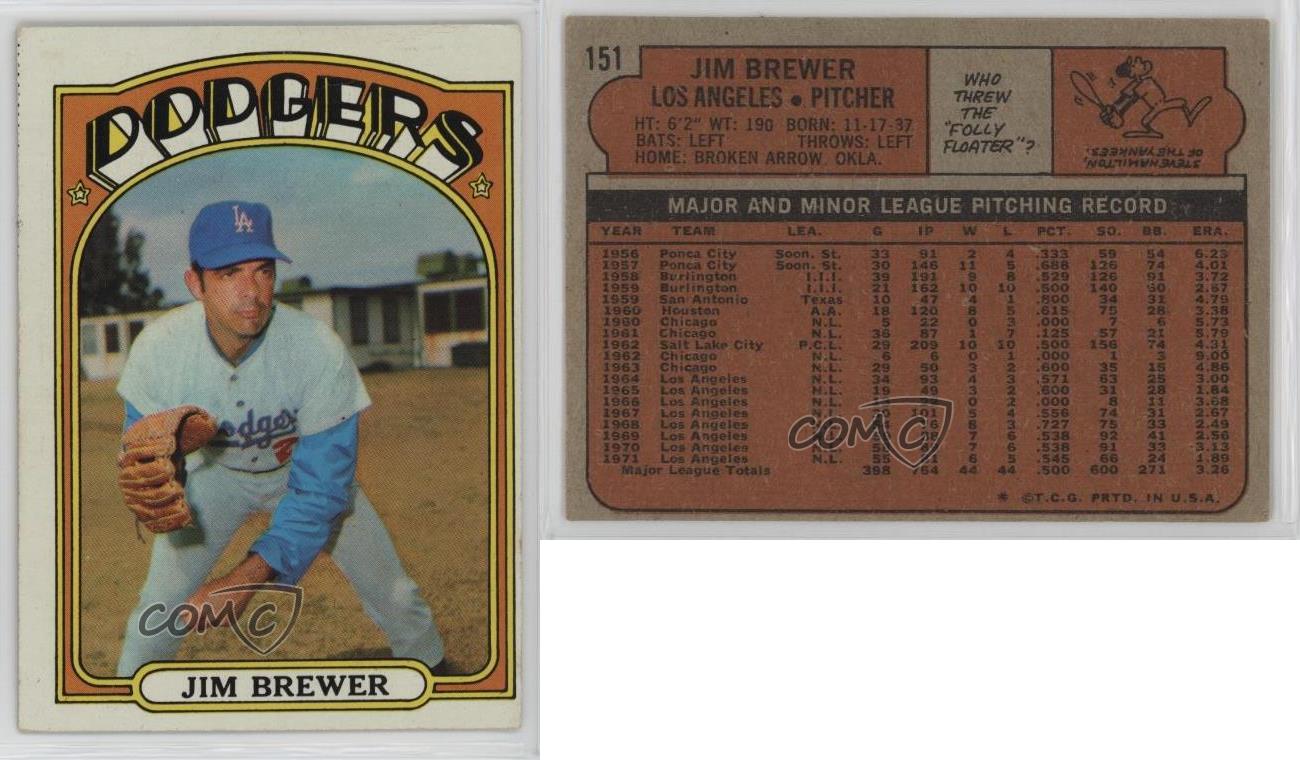 DODGERS
LA
odgers
2
COMC
JIM BREWER
151
JIM BREWER
LOS ANGELES • PITCHER
HT: 6'2" WT: 190 BORN: 11-17-37
BATS: LEFT THROWS: LEFT
HOME: BROKEN ARROW, OKLA.
WHO
THREW
THE
"FOLLY
FLOATER"?
STEVE HAMILTON,
OF THE YANKEES.
MAJOR AND MINOR LEAGUE PITCHING RECORD
YEAR TEAM LEA. G IP W L PCT. SO. BB. ERA.
1956 Ponca City Soon. St. 33 91 2 4 .333 59 54 6.23
1957 Ponca City Soon. St. 30 146 11 5 .688 126 74 4.01
1958 Burlington I.I.I. 39 191 9 8 .529 126 91 3.72
1959 Burlington I.I.I. 21 162 10 10 .500 140 60 2.67
1959 San Antonio Texas 10 47 4 1 .800 34 31 4.79
1960 Houston A.A. 18 120 8 5 .615 75 28 3.38
1960 Chicago N.L. 5 22 0 3 .000 7 6 5.73
1961 Chicago N.L. 36 87 1 7 .125 57 21 5.79
1962 Salt Lake City P.C.L. 29 209 10 10 .500 156 74 4.31
1962 Chicago N.L. 6 6 0 1 .000 1 3 9.00
1963 Chicago N.L. 29 50 3 2 .600 35 15 4.86
1964 Los Angeles N.L. 34 93 4 3 .571 63 25 3.00
1965 Los Angeles N.L. 19 49 3 2 .600 31 28 1.84
1966 Los Angeles N.L. 0 2 .000 8 11 3.68
1967 Los Angeles N.L. 101 5 4 .556 74 31 2.67
1968 Los Angeles N.L. 8 3 .727 75 33 2.49
1969 Los Angeles N.L. 7 6 .538 92 41 2.56
1970 Los Angeles N.L. 7 6 .538 91 33 3.13
1971 Los Angeles N.L. 6 5 .545 66 24 1.89
Major League Totals 398 764 44 44 .500 600 271 3.26
COMC
* ©T.C.G. PRTD. IN U.S.A.